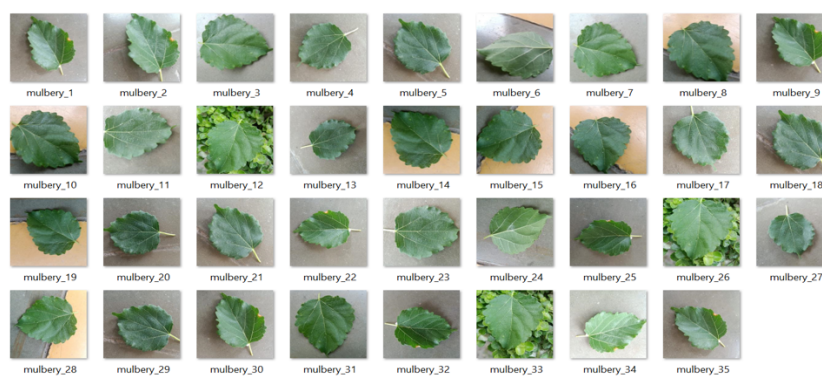 mulbery_1 mulbery_2 mulbery_3 mulbery_4 mulbery_5 mulbery_6 mulbery_7 mulbery_8 mulbery_9
mulbery_10 mulbery_11 mulbery_12 mulbery_13 mulbery_14 mulbery_15 mulbery_16 mulbery_17 mulbery_18
mulbery_19 mulbery_20 mulbery_21 mulbery_22 mulbery_23 mulbery_24 mulbery_25 mulbery_26 mulbery_27
mulbery_28 mulbery_29 mulbery_30 mulbery_31 mulbery_32 mulbery_33 mulbery_34 mulbery_35